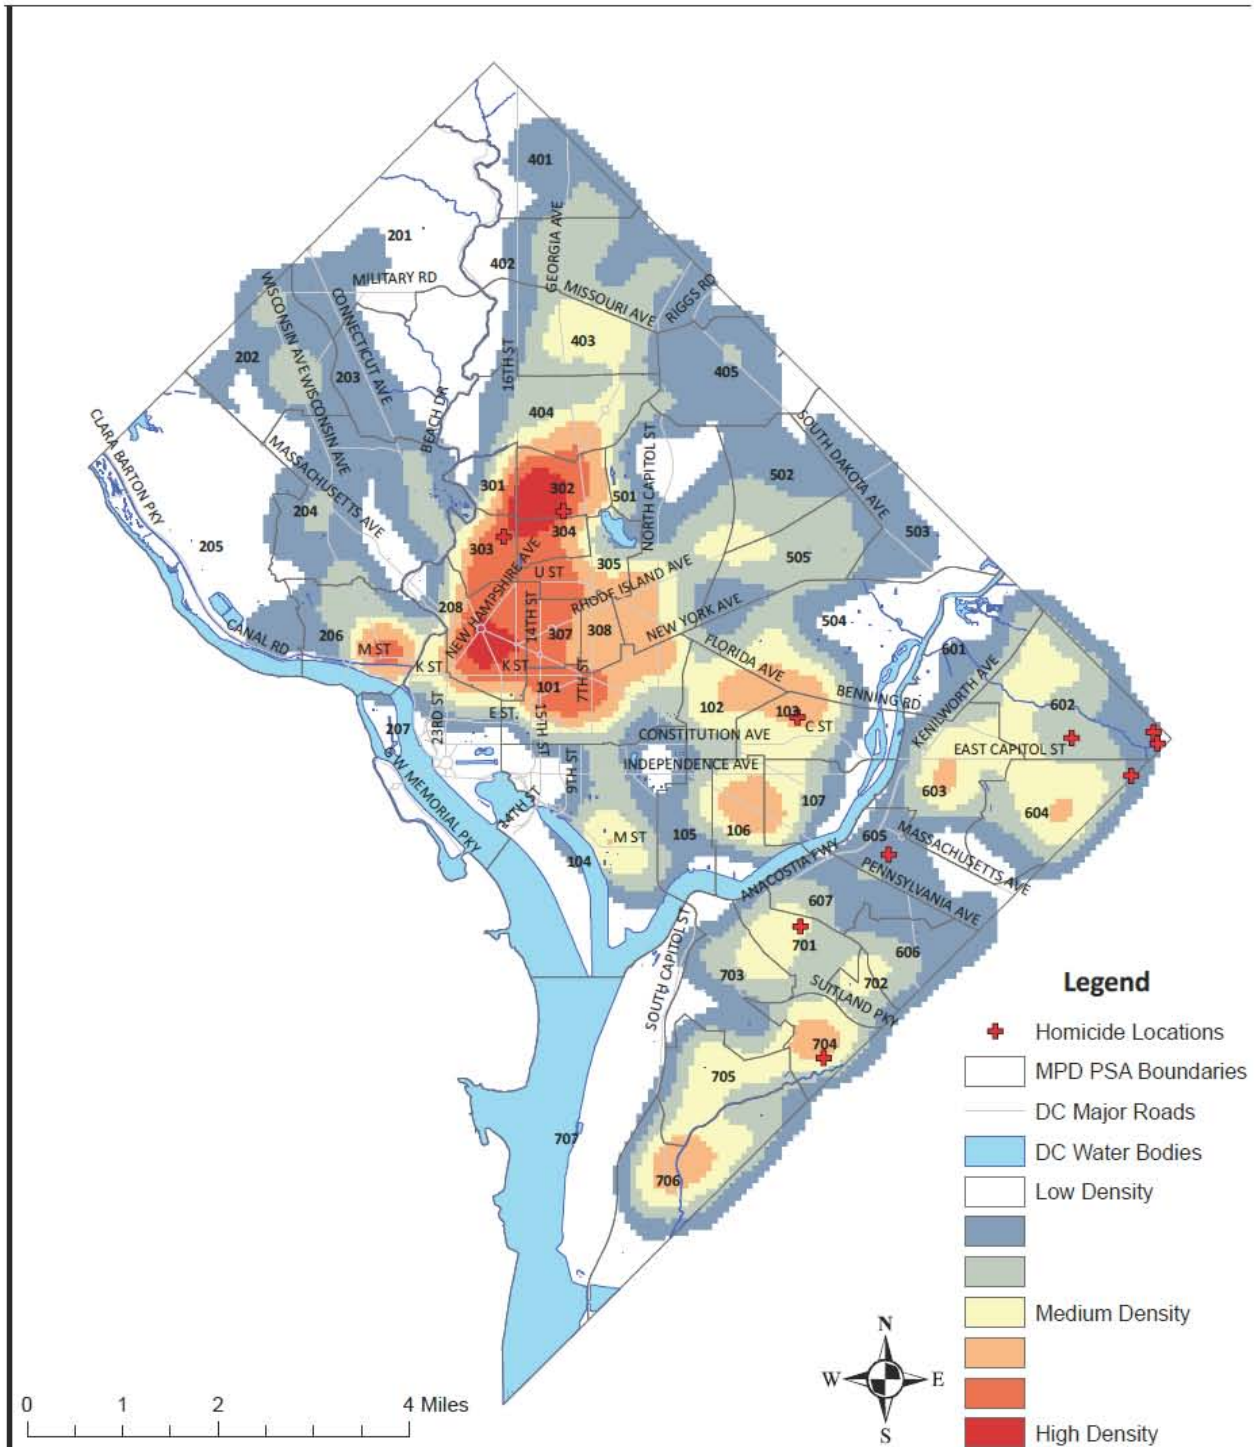 401
201
402
GEORGIA AVE
MILITARY RD
MISSOURI AVE
RIGGS RD
WISCONSIN AVE
CONNECTICUT AVE
202
203
403
405
16TH ST
WISCONSIN AVE
BEACH DR
404
CLARA BARTON PKY
MASSACHUSETTS AVE
SOUTH DAKOTA AVE
NORTH CAPITOL ST
301
302
501
502
204
503
205
303
304
305
505
NEW HAMPSHIRE AVE
U ST
RHODE ISLAND AVE
208
14TH ST
307
308
NEW YORK AVE
504
206
CANAL RD
M ST
K ST
K ST
7TH ST
FLORIDA AVE
601
KENILWORTH AVE
101
102
103
BENNING RD
602
207
23RD ST
E ST
15TH ST
C ST
CONSTITUTION AVE
EAST CAPITOL ST
9TH ST
INDEPENDENCE AVE
G W MEMORIAL PKY
14TH ST
107
603
604
M ST
105
106
104
605
MASSACHUSETTS AVE
ANACOSTIA FWY
PENNSYLVANIA AVE
607
701
606
703
702
SOUTH CAPITOL ST
SUITLAND PKY
704
705
707
706
Legend
Homicide Locations
MPD PSA Boundaries
DC Major Roads
DC Water Bodies
Low Density
Medium Density
High Density
N
W E
S
0 1 2 4 Miles